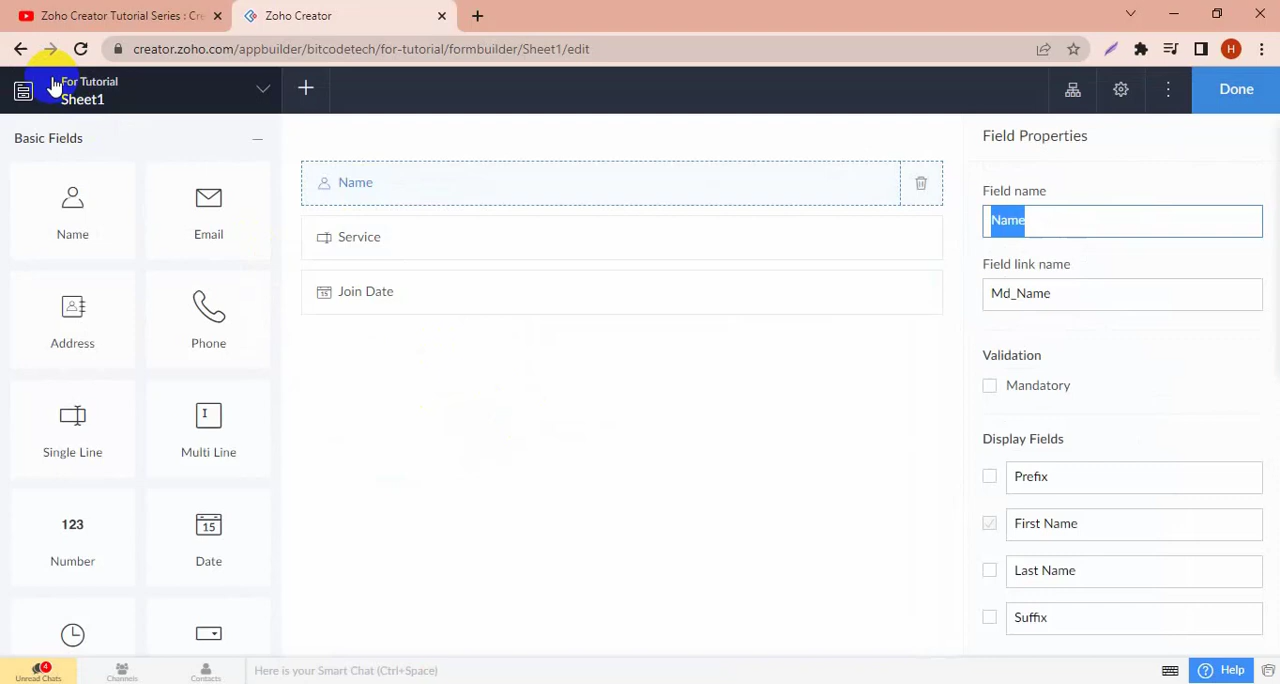 Zoho Creator Tutorial Series : Cre
Zoho Creator
creator.zoho.com/appbuilder/bitcodetech/for-tutorial/formbuilder/Sheet1/edit
H
For Tutorial
Sheet1
Done
Basic Fields
Name
Email
Address
Phone
Single Line
Multi Line
123
Number
15
Date
Name
Service
15
Join Date
Field Properties
Field name
Name
Field link name
Md_Name
Validation
Mandatory
Display Fields
Prefix
First Name
Last Name
Suffix
4
Unread Chats
Channels
Contacts
Here is your Smart Chat (Ctrl+Space)
Help